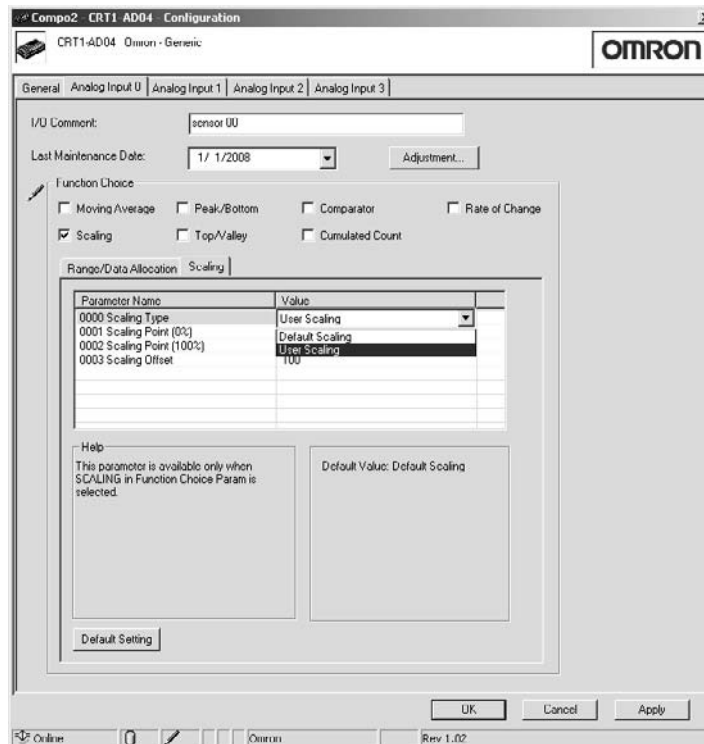 Compo2 - CRT1-AD04 - Configuration
CRT1-AD04 Omron - Generic
OMRON
General Analog Input 0 Analog Input 1 Analog Input 2 Analog Input 3
I/O Comment: sensor 00
Last Maintenance Date: 1/ 1/2008 Adjustment...
Function Choice
Moving Average Peak/Bottom Comparator Rate of Change
Scaling Top/Valley Cumulated Count
Range/Data Allocation Scaling
Parameter Name Value
0000 Scaling Type User Scaling
0001 Scaling Point (0%) Default Scaling
0002 Scaling Point (100%) User Scaling
0003 Scaling Offset 100
Help
This parameter is available only when
SCALING in Function Choice Param is
selected.
Default Value: Default Scaling
Default Setting
OK Cancel Apply
Online Omron Rev 1.02